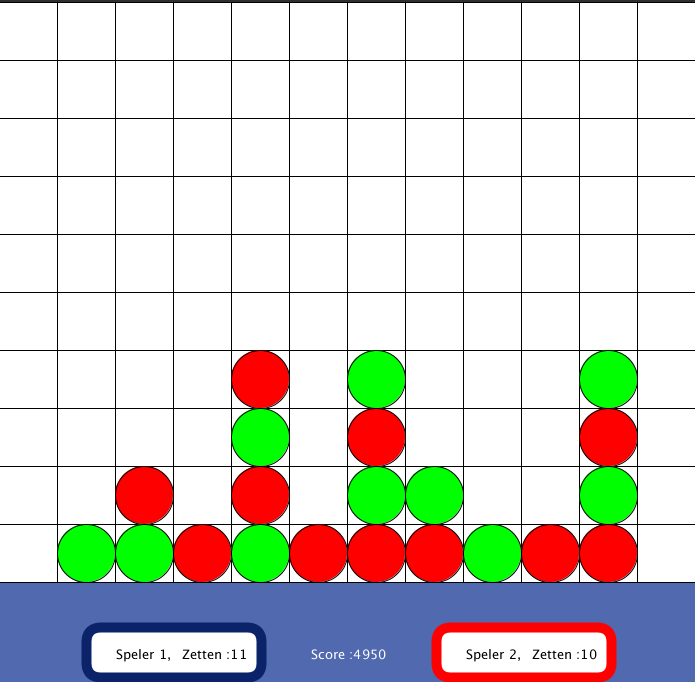 Speler 1, Zetten :11
Score :4950
Speler 2, Zetten :10